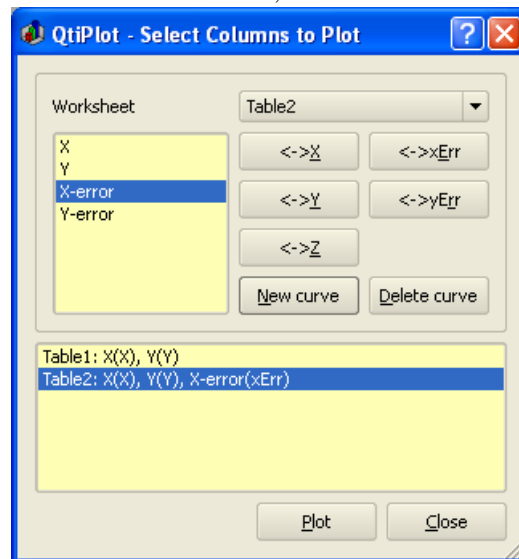 QtiPlot - Select Columns to Plot
Worksheet
Table2
X
Y
X-error
Y-error
<->X
<->xErr
<->Y
<->yErr
<->Z
New curve
Delete curve
Table1: X(X), Y(Y)
Table2: X(X), Y(Y), X-error(xErr)
Plot
Close